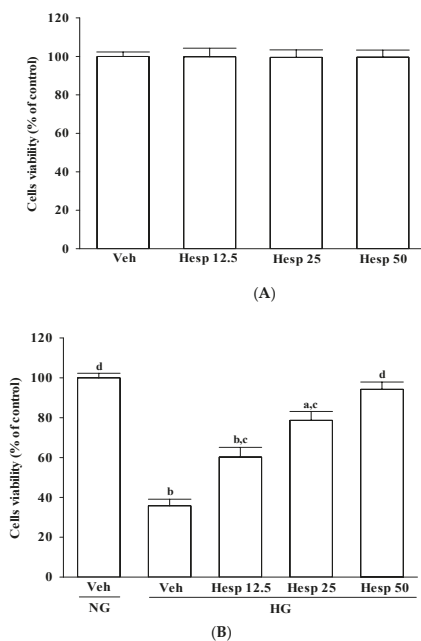 Cells viability (% of control)
120
100
80
60
40
20
0
Veh Hesp 12.5 Hesp 25 Hesp 50
(A)
Cells viability (% of control)
120
100
80
60
40
20
0
d
b
b,c
a,c
d
Veh Veh Hesp 12.5 Hesp 25 Hesp 50
NG HG
(B)